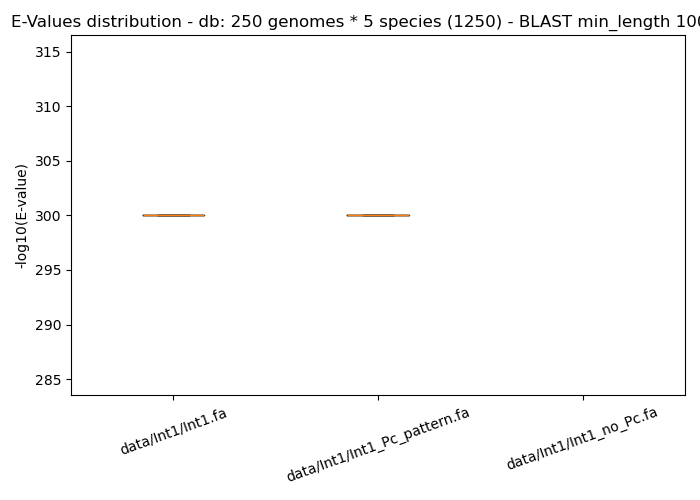 E-Values distribution - db: 250 genomes * 5 species (1250) - BLAST min_length
315
310
305
300
295
290
285
-log10(E-value)
data/Int1/Int1.fa
data/Int1/Int1_Pc_pattern.fa
data/Int1/Int1_no_Pc.fa